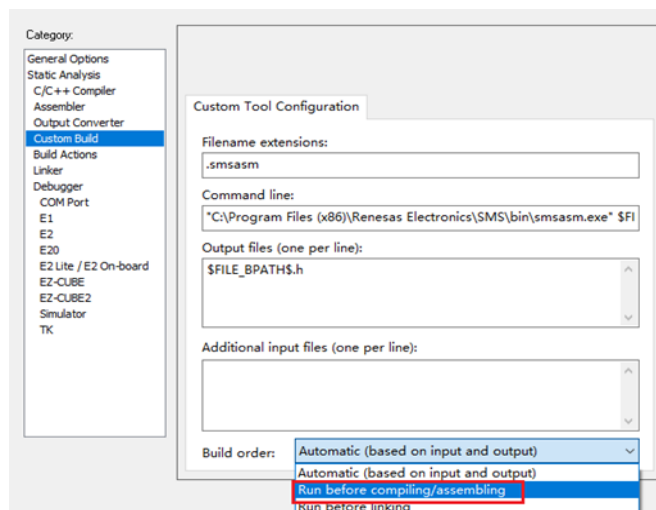 Category:
General Options
Static Analysis
C/C++ Compiler
Assembler
Output Converter
Custom Build
Build Actions
Linker
Debugger
COM Port
E1
E2
E20
E2 Lite / E2 On-board
EZ-CUBE
EZ-CUBE2
Simulator
TK
Custom Tool Configuration
Filename extensions:
.smsasm
Command line:
"C:\Program Files (x86)\Renesas Electronics\SMS\bin\smsasm.exe" $FI
Output files (one per line):
$FILE_BPATH$.h
Additional input files (one per line):
Build order:
Automatic (based on input and output)
Automatic (based on input and output)
Run before compiling/assembling
Run before linking